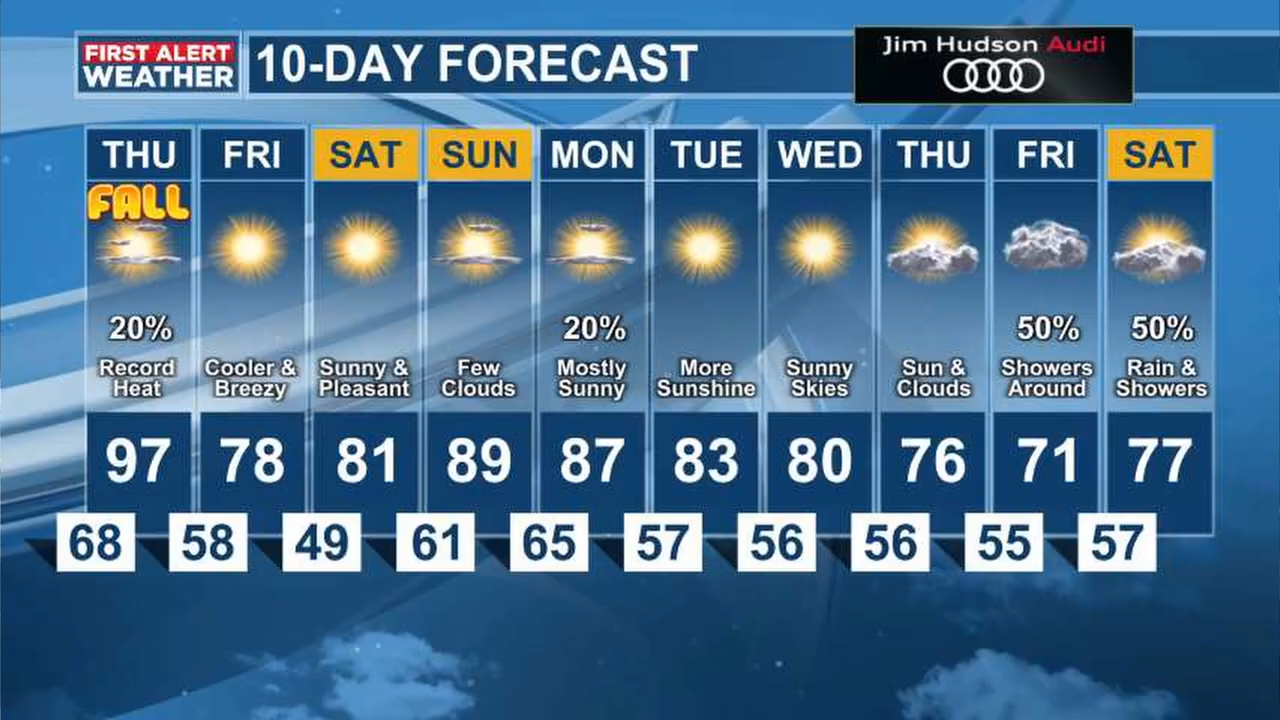 FIRST ALERT
WEATHER
10-DAY FORECAST
Jim Hudson Audi
THU FRI SAT SUN MON TUE WED THU FRI SAT
FALL
20% 20% 50% 50%
Record Cooler & Sunny & Few Mostly More Sunny Sun & Showers Rain &
Heat Breezy Pleasant Clouds Sunny Sunshine Skies Clouds Around Showers
97 78 81 89 87 83 80 76 71 77
68 58 49 61 65 57 56 56 55 57